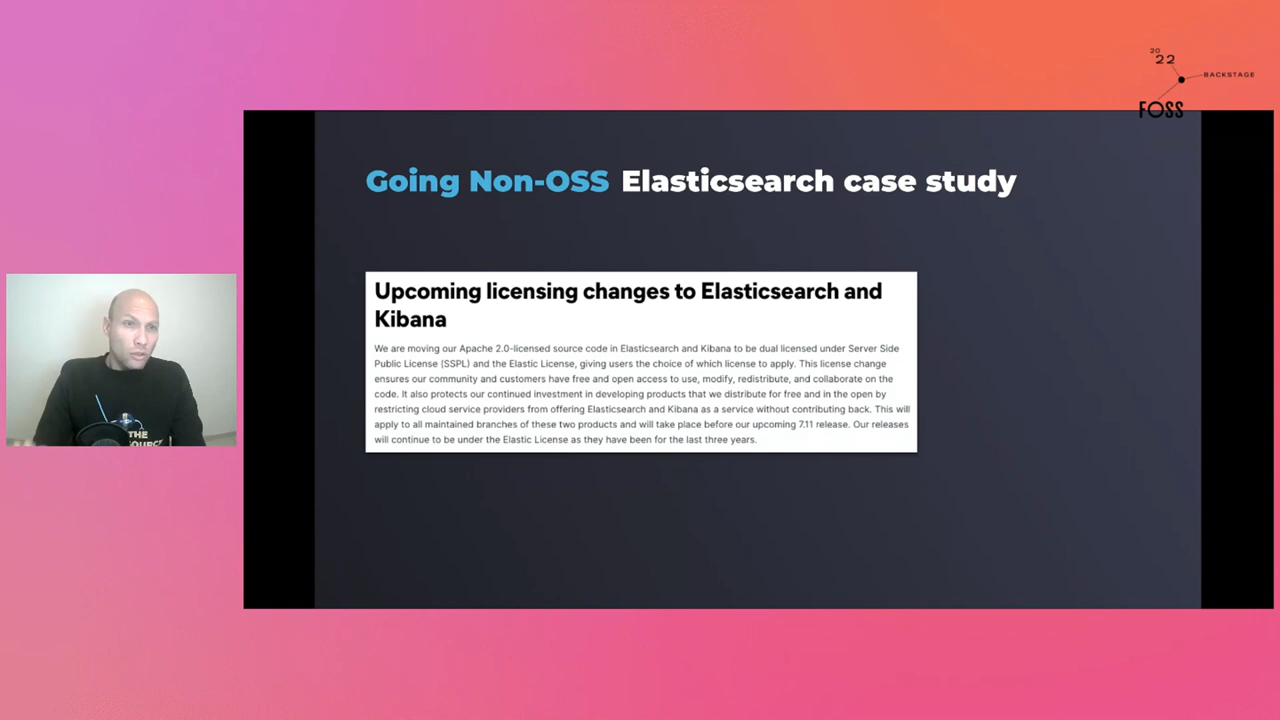 20
22
BACKSTAGE
FOSS
Going Non-OSS Elasticsearch case study
Upcoming licensing changes to Elasticsearch and
Kibana
We are moving our Apache 2.0-licensed source code in Elasticsearch and Kibana to be dual licensed under Server Side
Public License (SSPL) and the Elastic License, giving users the choice of which license to apply. This license change
ensures our community and customers have free and open access to use, modify, redistribute, and collaborate on the
code. It also protects our continued investment in developing products that we distribute for free and in the open by
restricting cloud service providers from offering Elasticsearch and Kibana as a service without contributing back. This will
apply to all maintained branches of these two products and will take place before our upcoming 7.11 release. Our releases
will continue to be under the Elastic License as they have been for the last three years.
THE